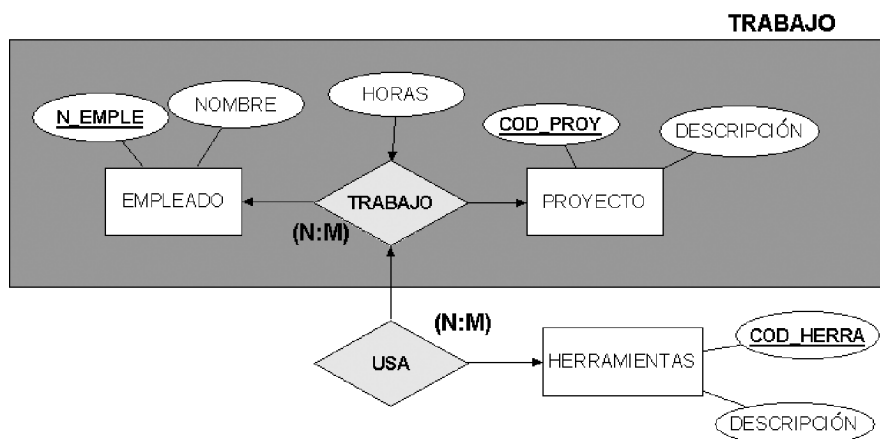 TRABAJO
HORAS
NOMBRE
N_EMPLE
COD_PROY
DESCRIPCIÓN
EMPLEADO
TRABAJO
PROYECTO
(N:M)
(N:M)
COD_HERRA
USA
HERRAMIENTAS
DESCRIPCIÓN